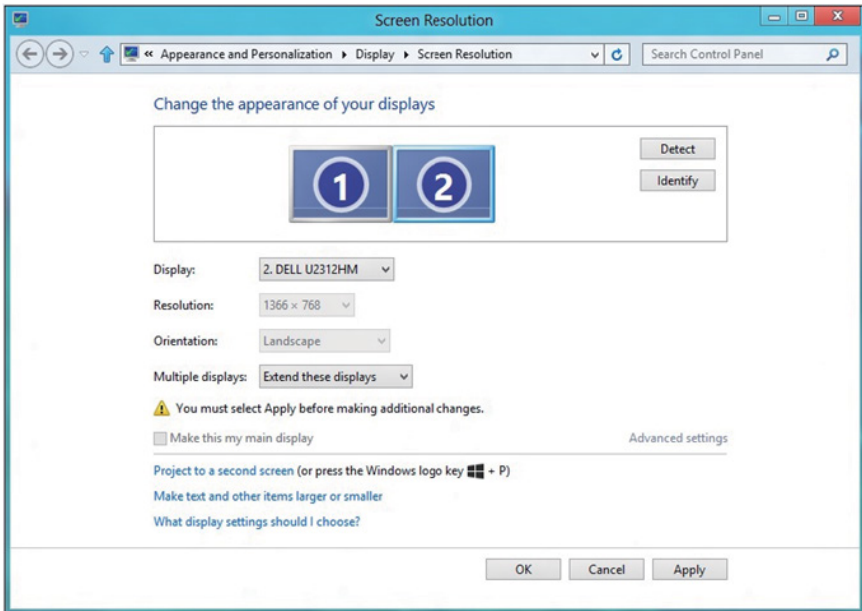 Screen Resolution
« Appearance and Personalization Display Screen Resolution Search Control Panel
Change the appearance of your displays
1 2
Detect
Identify
Display: 2. DELL U2312HM
Resolution: 1366 × 768
Orientation: Landscape
Multiple displays: Extend these displays
You must select Apply before making additional changes.
Make this my main display Advanced settings
Project to a second screen (or press the Windows logo key + P)
Make text and other items larger or smaller
What display settings should I choose?
OK Cancel Apply